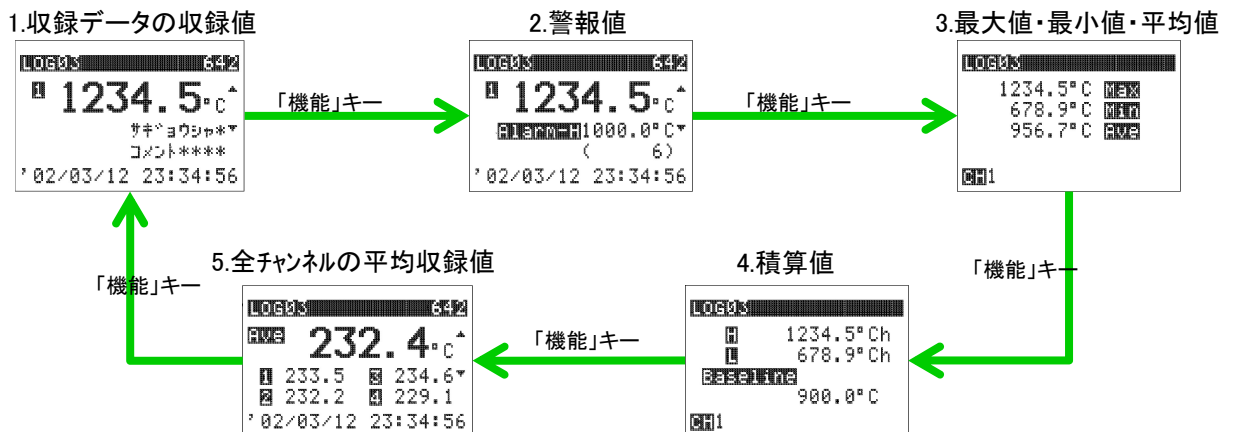 1.収録データの収録値
LOG03 642
1 1234.5°C
サギョウシャ*
コメント****
'02/03/12 23:34:56
「機能」キー
2.警報値
LOG03 642
1 1234.5°C
Alarm-H 1000.0°C
( 6)
'02/03/12 23:34:56
「機能」キー
3.最大値・最小値・平均値
LOG03
1234.5°C Max
678.9°C Min
956.7°C Ave
CH1
「機能」キー
4.積算値
LOG03
H 1234.5°Ch
L 678.9°Ch
Baseline
900.0°C
CH1
「機能」キー
5.全チャンネルの平均収録値
LOG03 642
Ave 232.4°C
1 233.5 3 234.6
2 232.2 4 229.1
'02/03/12 23:34:56
「機能」キー